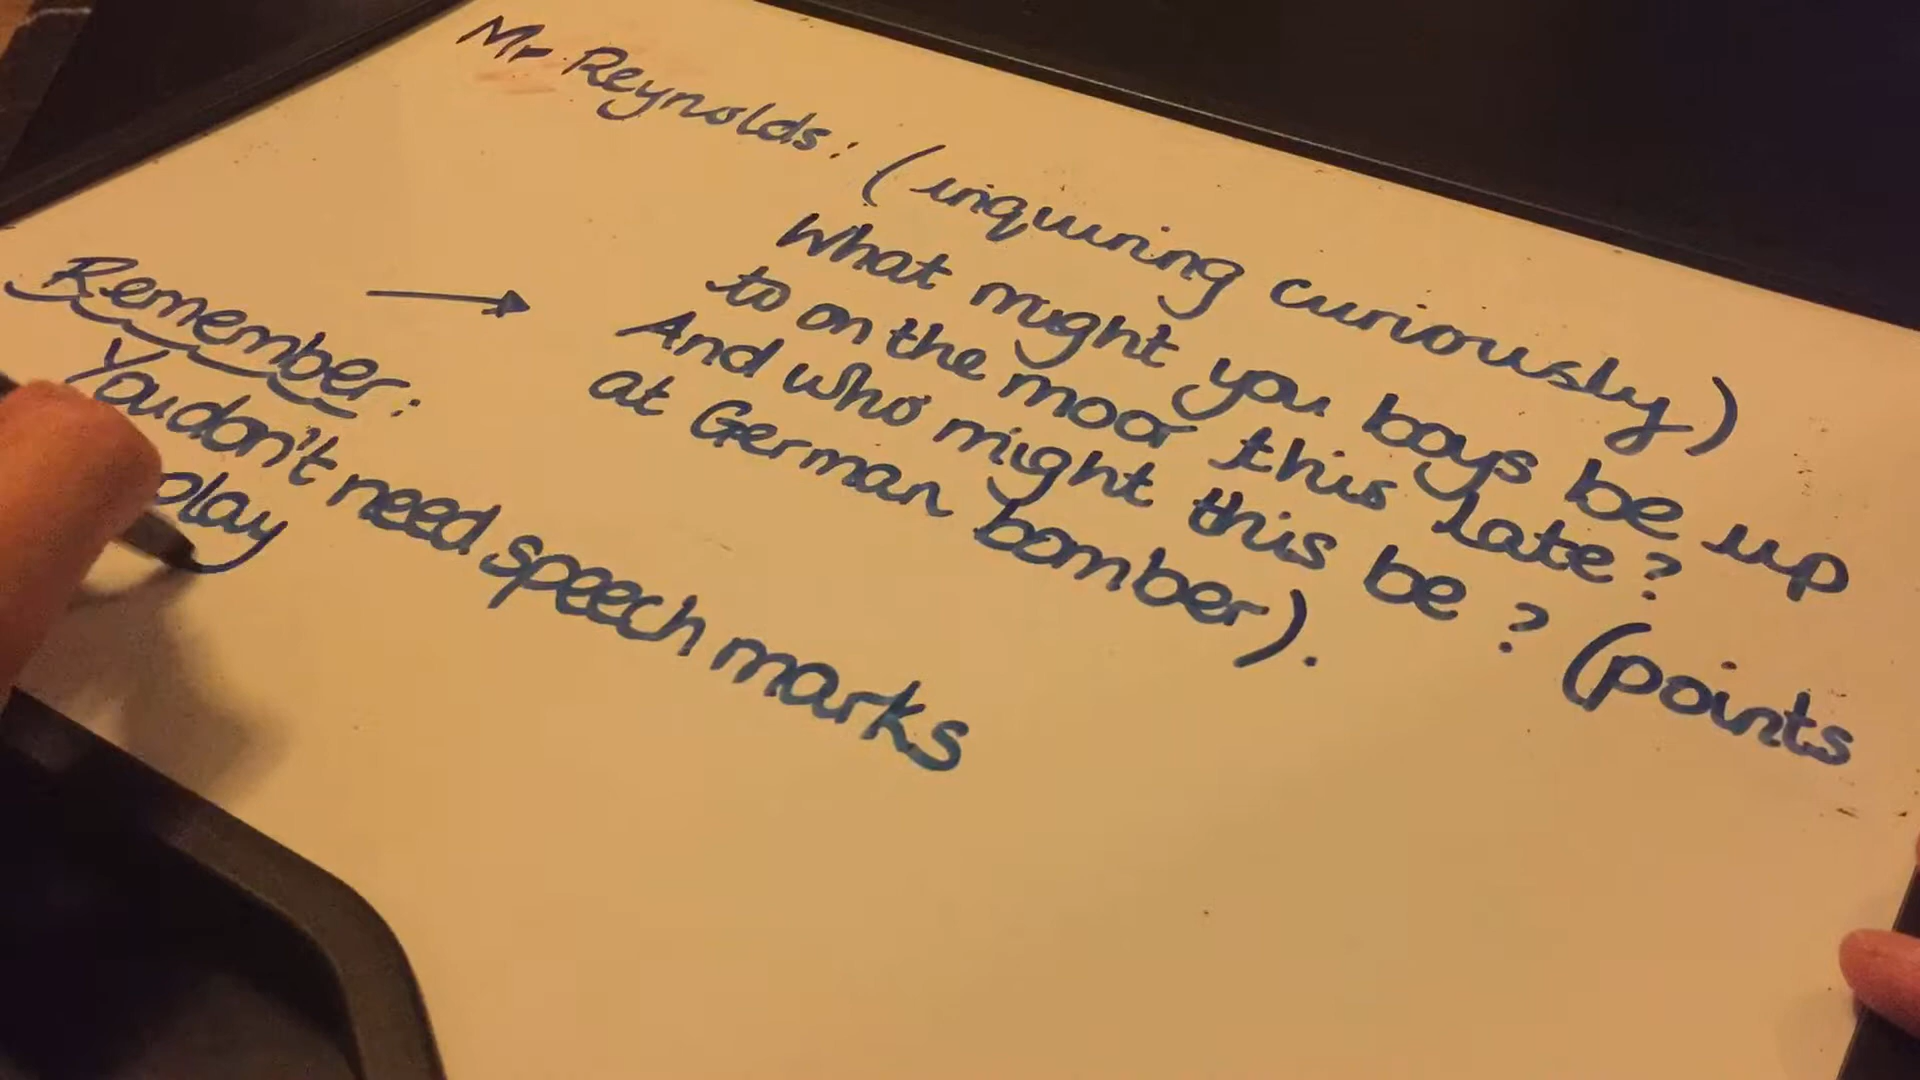 Mr Reynolds: (inquiring curiously)
What might you boys be up
to on the moor this late?
And who might this be? (points
at German bomber).
Remember:
You don't need speech marks
play